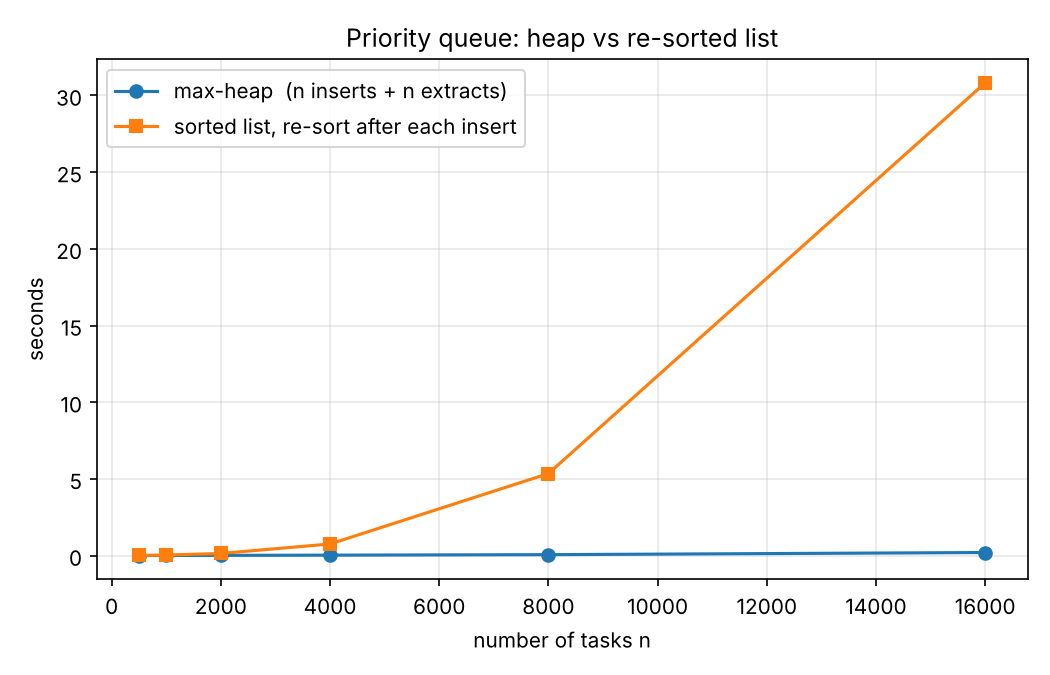 Priority queue: heap vs re-sorted list
max-heap  (n inserts + n extracts)
sorted list, re-sort after each insert
30
25
20
15
10
5
0
seconds
0 2000 4000 6000 8000 10000 12000 14000 16000
number of tasks n